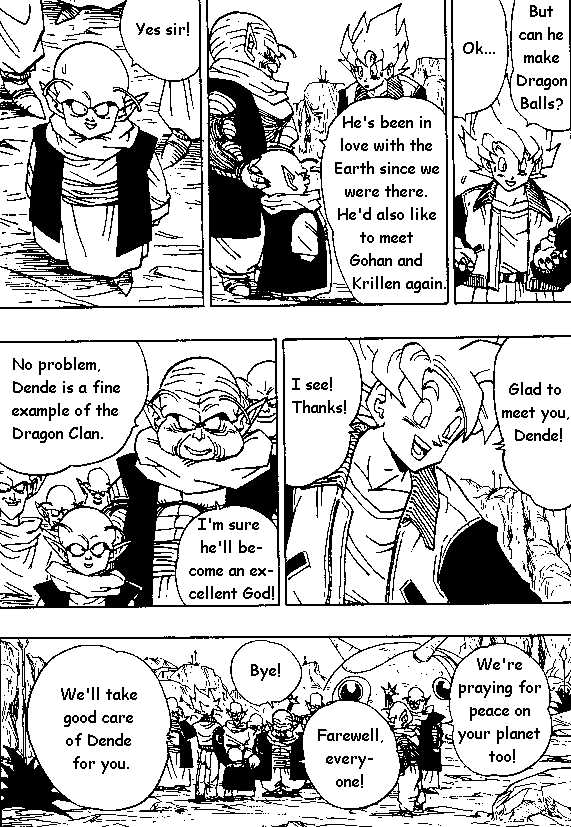 Yes sir!
He's been in
love with the
Earth since we
were there.
He'd also like
to meet
Gohan and
Krillen again.
Ok...
But
can he
make
Dragon
Balls?
No problem,
Dende is a fine
example of the
Dragon Clan.
I'm sure
he'll be-
come an ex-
cellent God!
I see!
Thanks!
Glad to
meet you,
Dende!
We'll take
good care
of Dende
for you.
Bye!
Farewell,
every-
one!
We're
praying for
peace on
your planet
too!